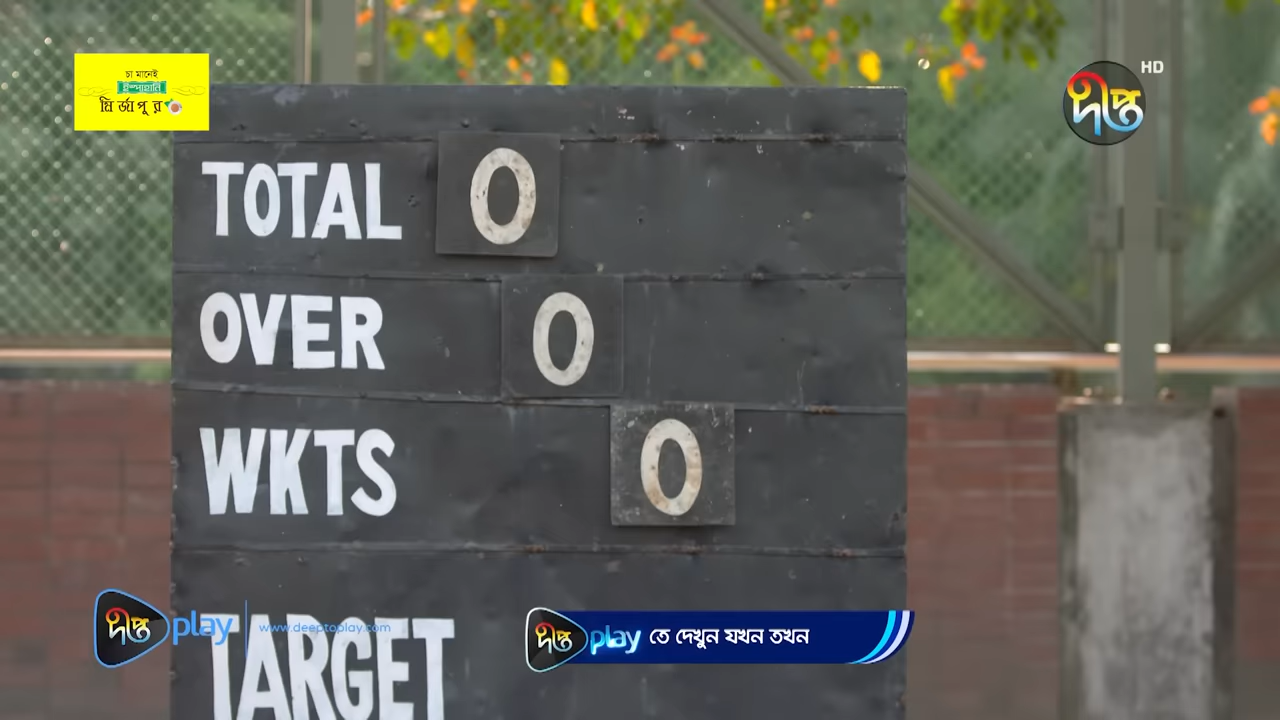 চা মানেই
ইস্পাহানি
মির্জাপুর
দীপ্ত
HD
TOTAL 0
OVER 0
WKTS 0
TARGET
দীপ্ত play www.deeptoplay.com
দীপ্ত play তে দেখুন যখন তখন